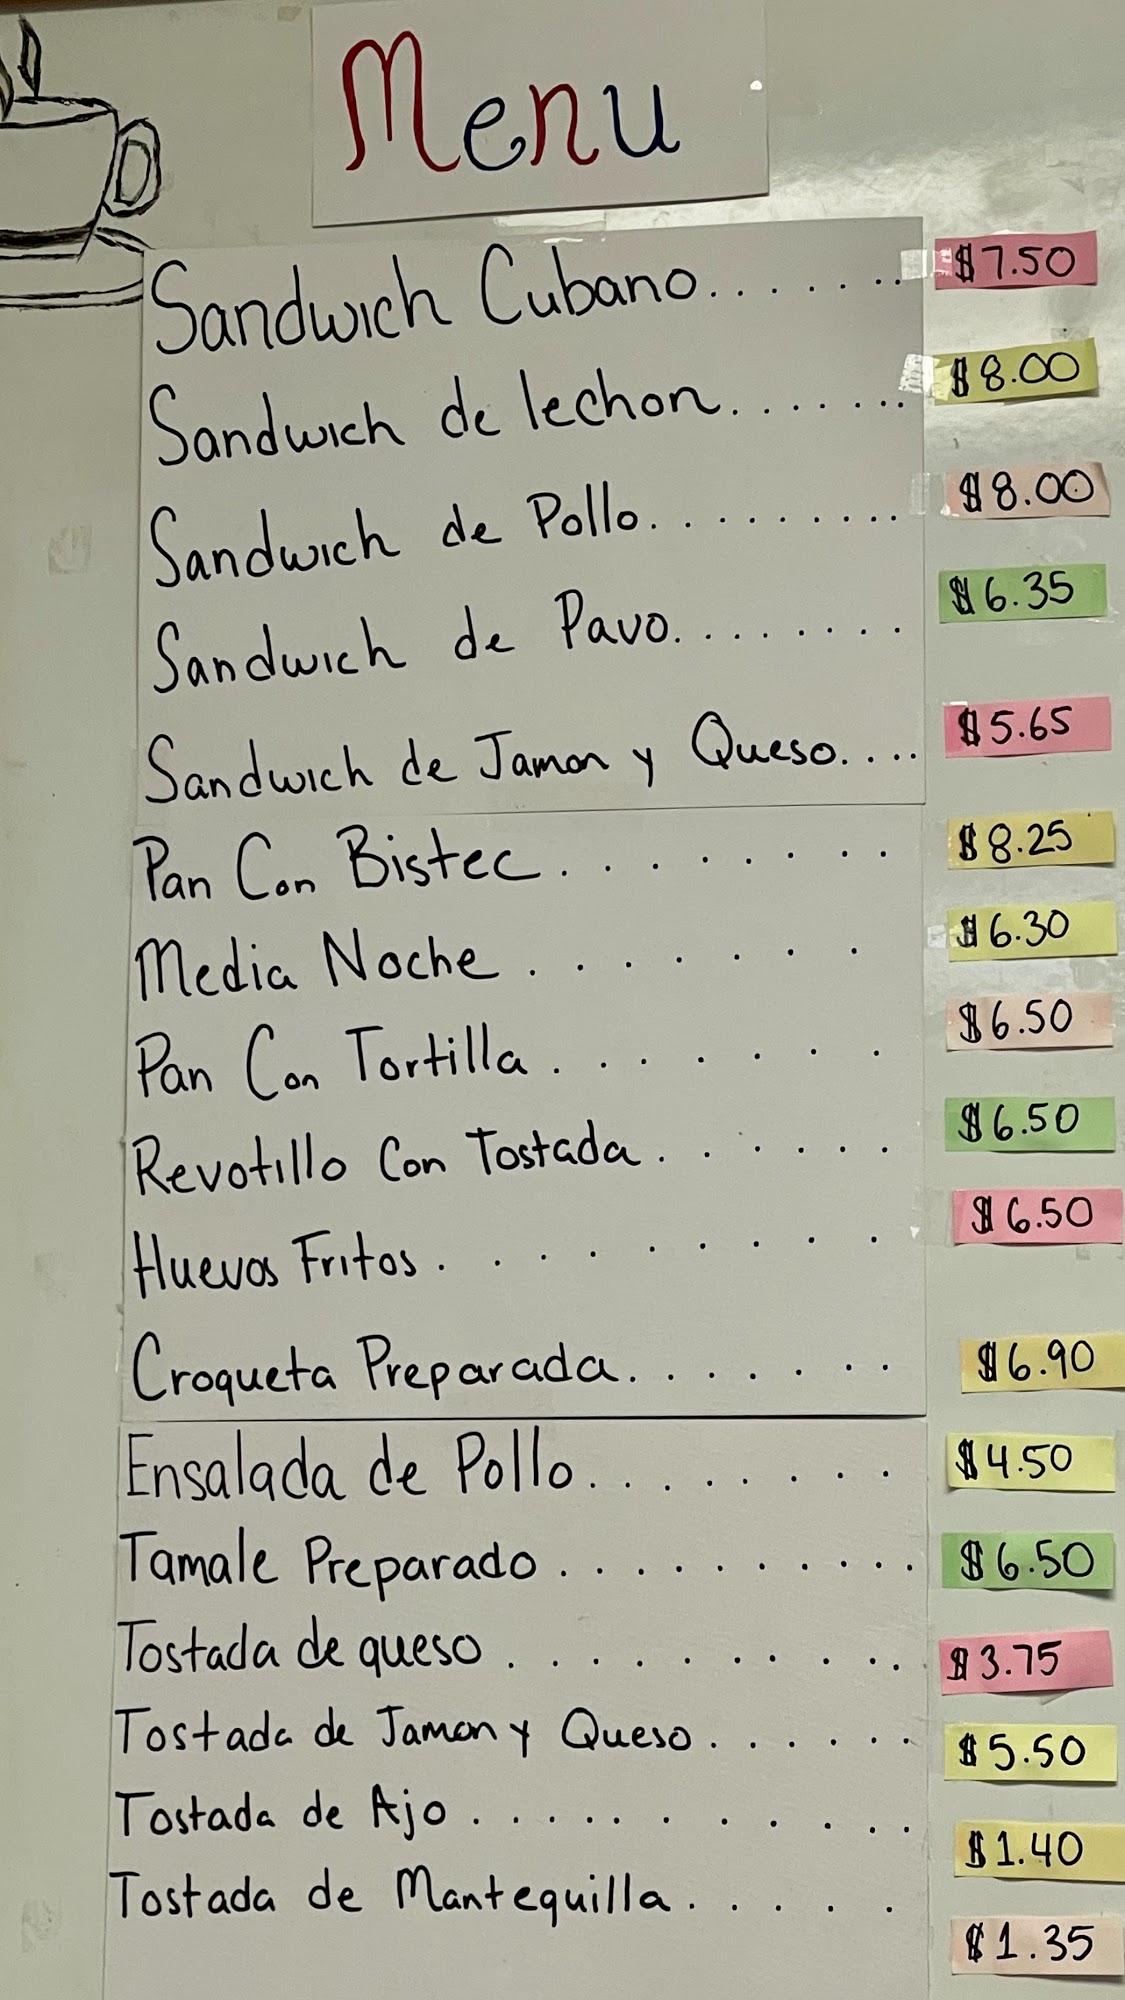 Menu
Sandwich Cubano....... $7.50
Sandwich de lechon....... $8.00
Sandwich de Pollo......... $8.00
Sandwich de Pavo........ $6.35
Sandwich de Jamon y Queso.... $5.65
Pan Con Bistec........ $8.25
Media Noche....... $6.30
Pan Con Tortilla....... $6.50
Revotillo Con Tostada...... $6.50
Huevos Fritos......... $6.50
Croqueta Preparada....... $6.90
Ensalada de Pollo........ $4.50
Tamale Preparado.......... $6.50
Tostada de queso.......... $3.75
Tostada de Jamon y Queso...... $5.50
Tostada de Ajo........... $1.40
Tostada de Mantequilla..... $1.35